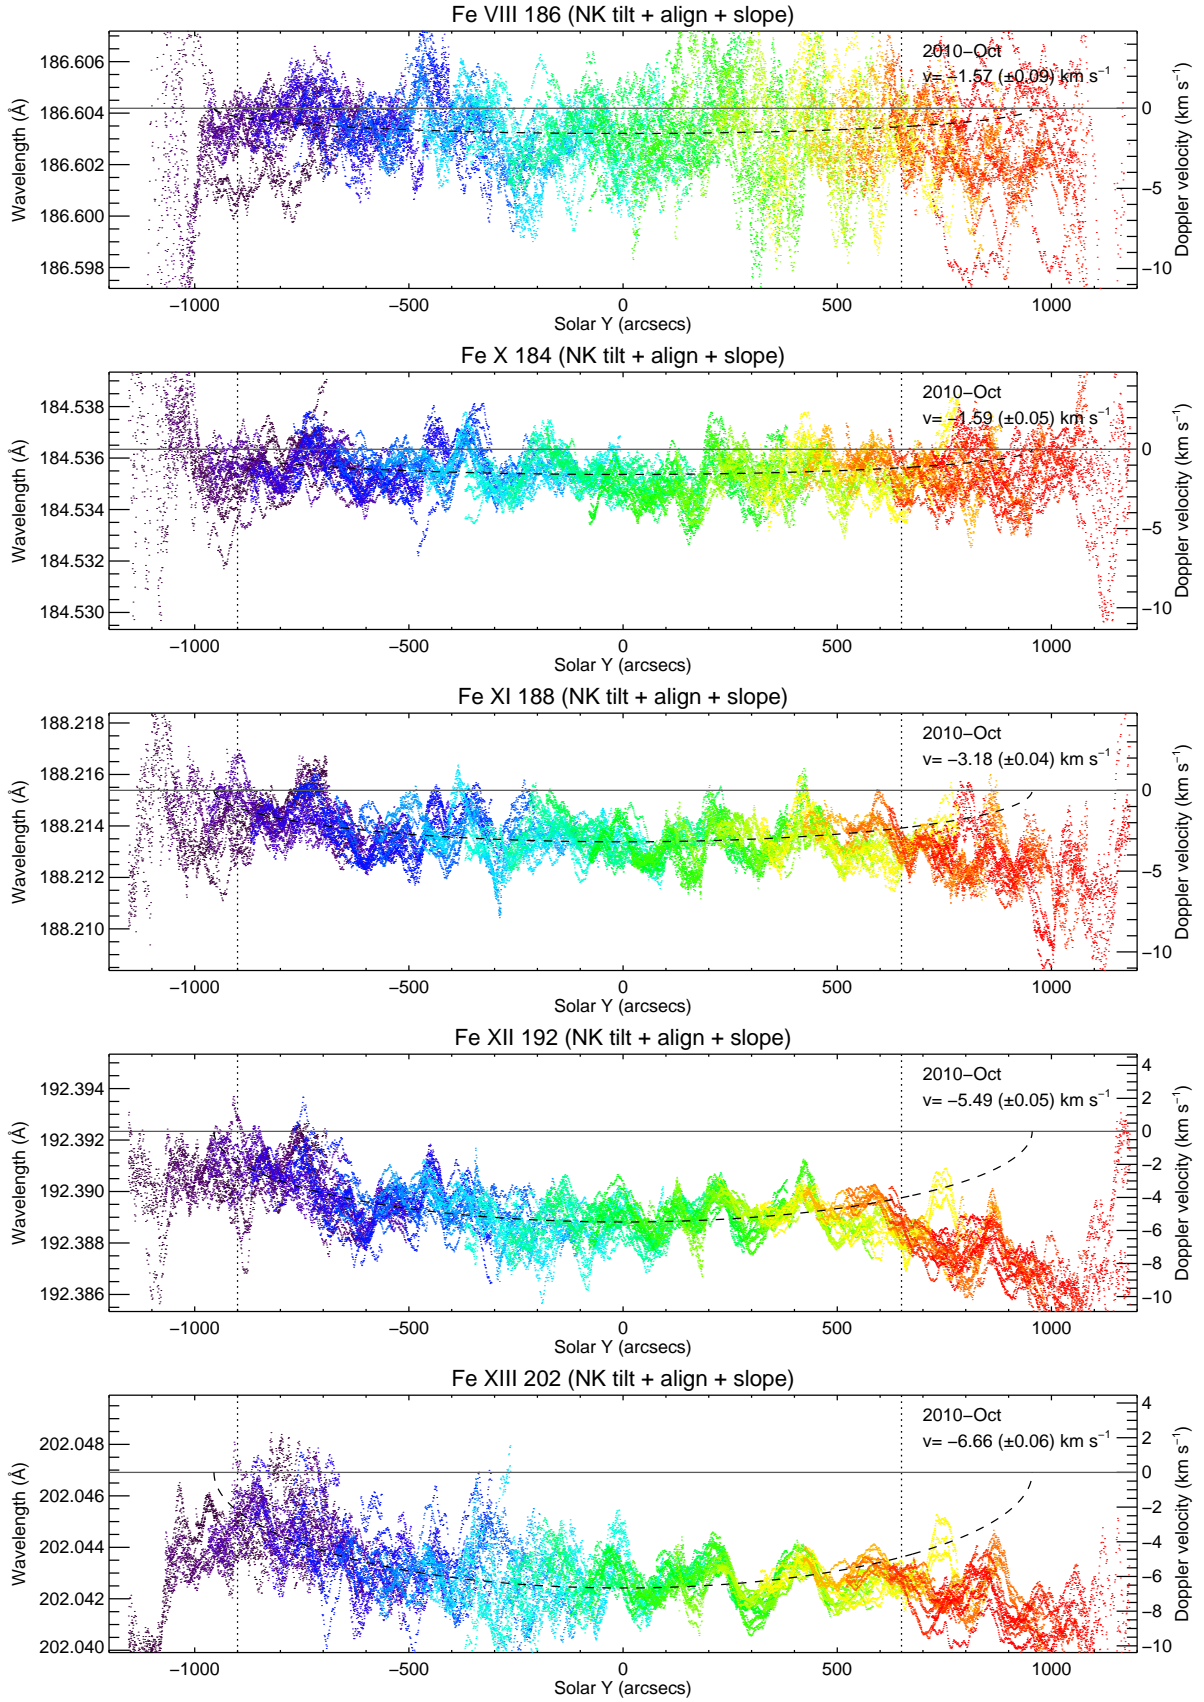 Fe VIII 186 (NK tilt + align + slope)
2010−Oct
v= −1.57 (±0.09) km s⁻¹
186.606
186.604
186.602
186.600
186.598
Wavelength (Å)
0
−5
−10
Doppler velocity (km s⁻¹)
−1000 −500 0 500 1000
Solar Y (arcsecs)
Fe X 184 (NK tilt + align + slope)
2010−Oct
v= −1.59 (±0.05) km s⁻¹
184.538
184.536
184.534
184.532
184.530
Wavelength (Å)
0
−5
−10
Doppler velocity (km s⁻¹)
−1000 −500 0 500 1000
Solar Y (arcsecs)
Fe XI 188 (NK tilt + align + slope)
2010−Oct
v= −3.18 (±0.04) km s⁻¹
188.218
188.216
188.214
188.212
188.210
Wavelength (Å)
0
−5
−10
Doppler velocity (km s⁻¹)
−1000 −500 0 500 1000
Solar Y (arcsecs)
Fe XII 192 (NK tilt + align + slope)
2010−Oct
v= −5.49 (±0.05) km s⁻¹
192.394
192.392
192.390
192.388
192.386
Wavelength (Å)
4
2
0
−2
−4
−6
−8
−10
Doppler velocity (km s⁻¹)
−1000 −500 0 500 1000
Solar Y (arcsecs)
Fe XIII 202 (NK tilt + align + slope)
2010−Oct
v= −6.66 (±0.06) km s⁻¹
202.048
202.046
202.044
202.042
202.040
Wavelength (Å)
4
2
0
−2
−4
−6
−8
−10
Doppler velocity (km s⁻¹)
−1000 −500 0 500 1000
Solar Y (arcsecs)